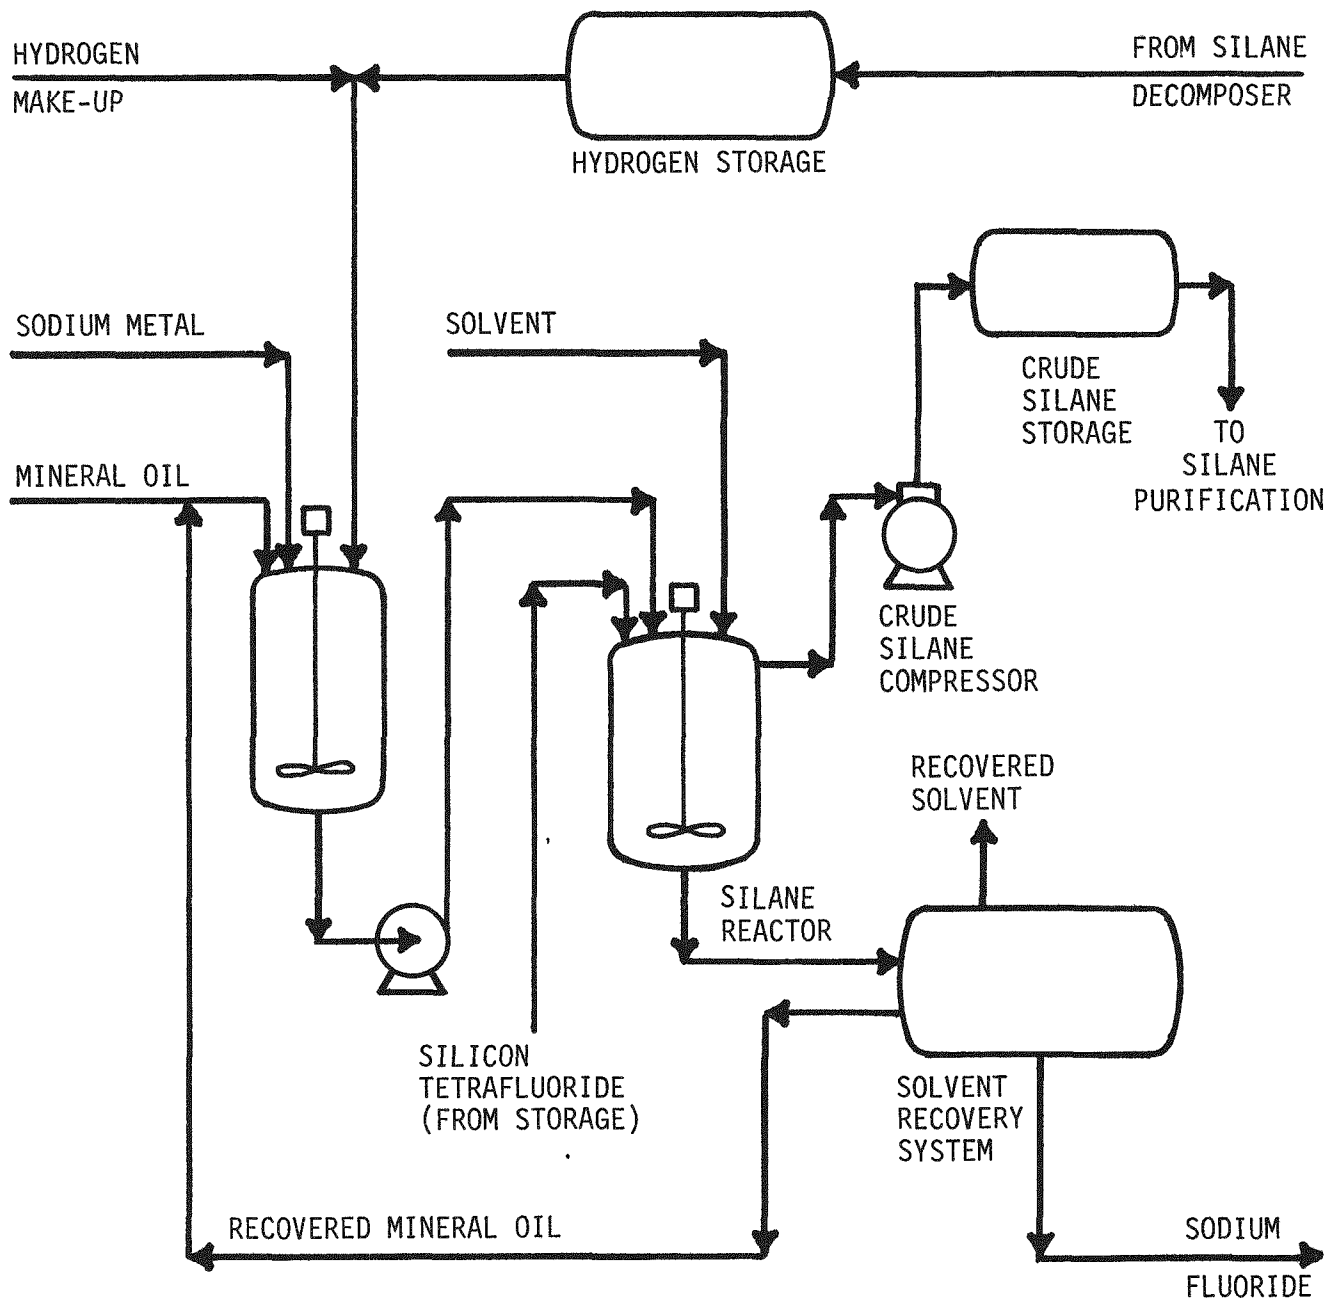 HYDROGEN
MAKE-UP
FROM SILANE
DECOMPOSER
HYDROGEN STORAGE
SODIUM METAL
SOLVENT
CRUDE
SILANE
STORAGE
TO
SILANE
PURIFICATION
MINERAL OIL
CRUDE
SILANE
COMPRESSOR
RECOVERED
SOLVENT
SILANE
REACTOR
SILICON
TETRAFLUORIDE
(FROM STORAGE)
SOLVENT
RECOVERY
SYSTEM
RECOVERED MINERAL OIL
SODIUM
FLUORIDE